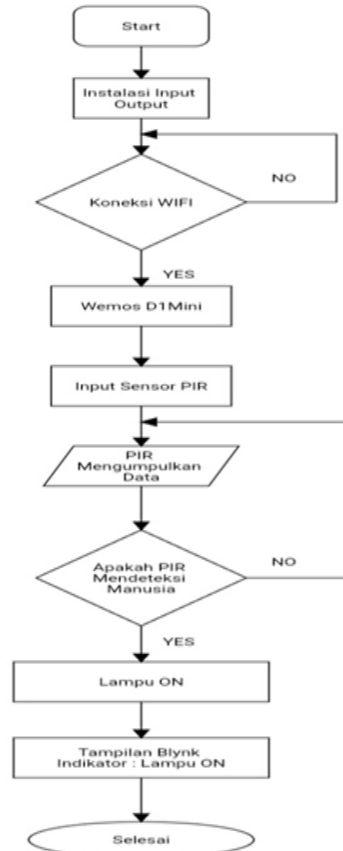 Start
Instalasi Input
Output
Koneksi WIFI
NO
YES
Wemos D1Mini
Input Sensor PIR
PIR
Mengumpulkan
Data
Apakah PIR
Mendeteksi
Manusia
NO
YES
Lampu ON
Tampilan Blynk
Indikator : Lampu ON
Selesai